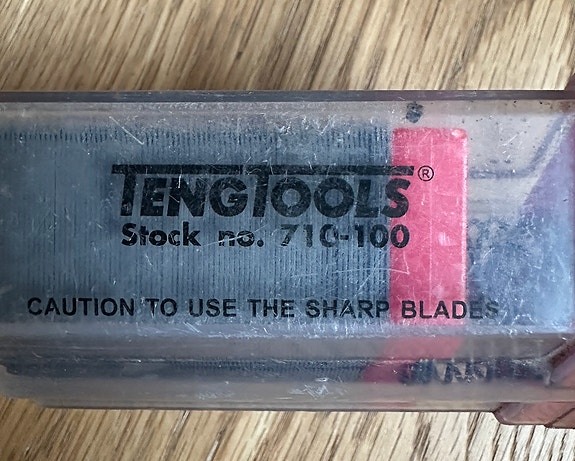 TENGTOOLS®
Stock no. 710-100
CAUTION TO USE THE SHARP BLADES